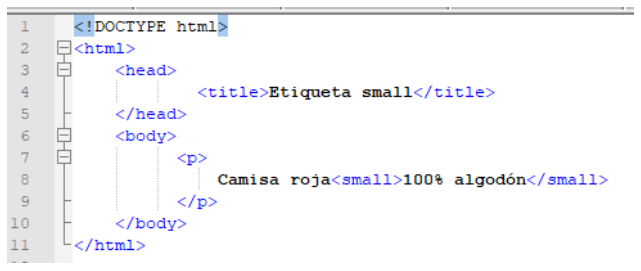 1 <!DOCTYPE html>
2 <html>
3 <head>
4 <title>Etiqueta small</title>
5 </head>
6 <body>
7 <p>
8 Camisa roja<small>100% algodón</small>
9 </p>
10 </body>
11 </html>